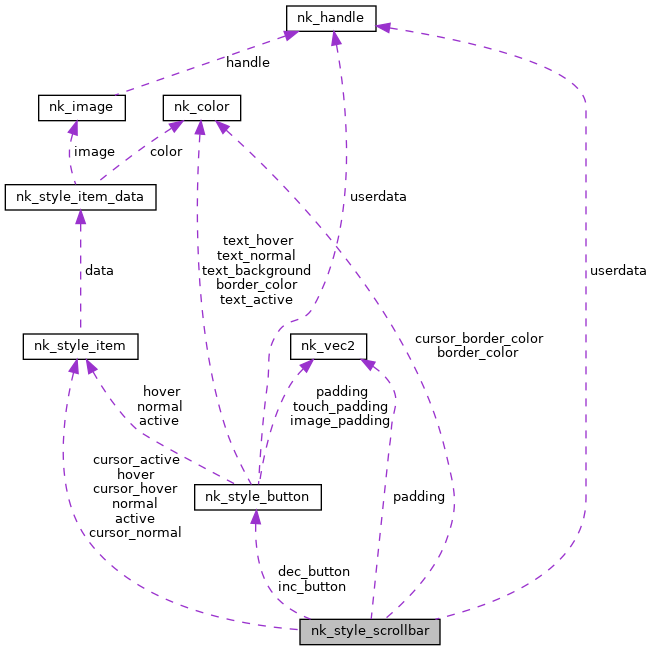 nk_handle
handle
nk_image
nk_color
image
color
nk_style_item_data
userdata
text_hover
text_normal
text_background
border_color
text_active
data
userdata
nk_style_item
nk_vec2
cursor_border_color
border_color
hover
normal
active
padding
touch_padding
image_padding
cursor_active
hover
cursor_hover
normal
active
cursor_normal
nk_style_button
padding
dec_button
inc_button
nk_style_scrollbar